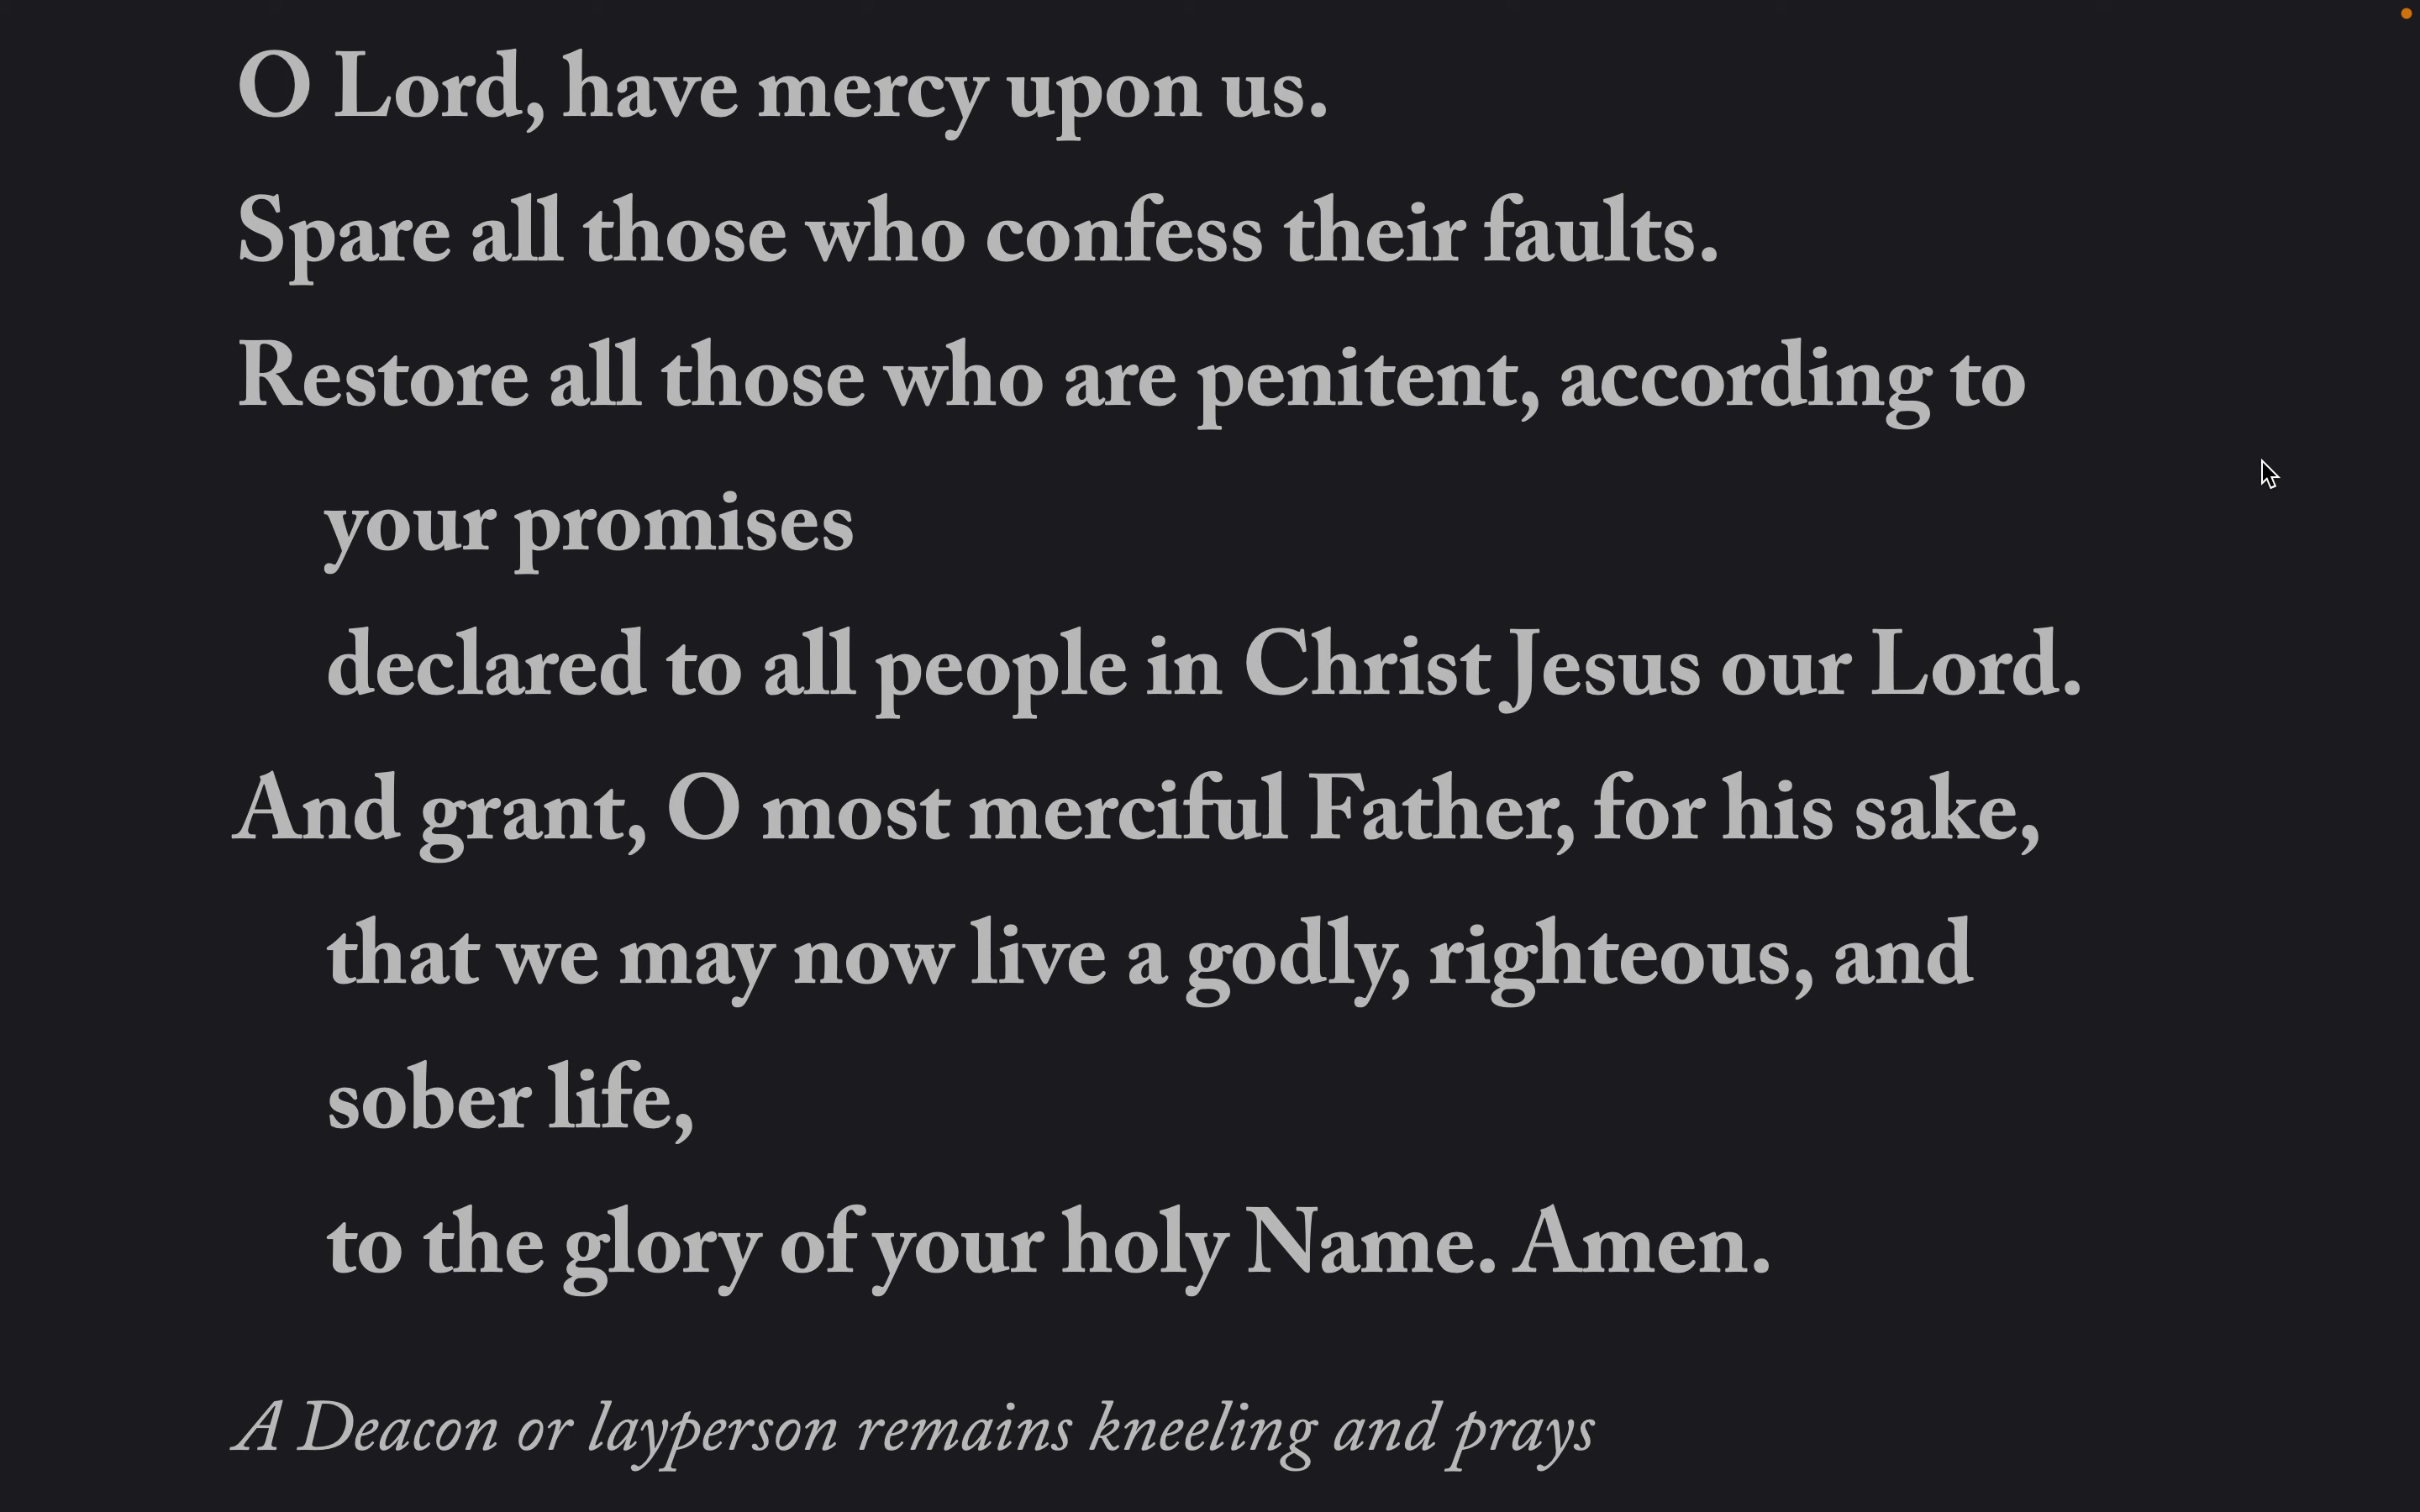 O Lord, have mercy upon us.
Spare all those who confess their faults.
Restore all those who are penitent, according to
your promises
declared to all people in Christ Jesus our Lord.
And grant, O most merciful Father, for his sake,
that we may now live a godly, righteous, and
sober life,
to the glory of your holy Name. Amen.
A Deacon or layperson remains kneeling and prays